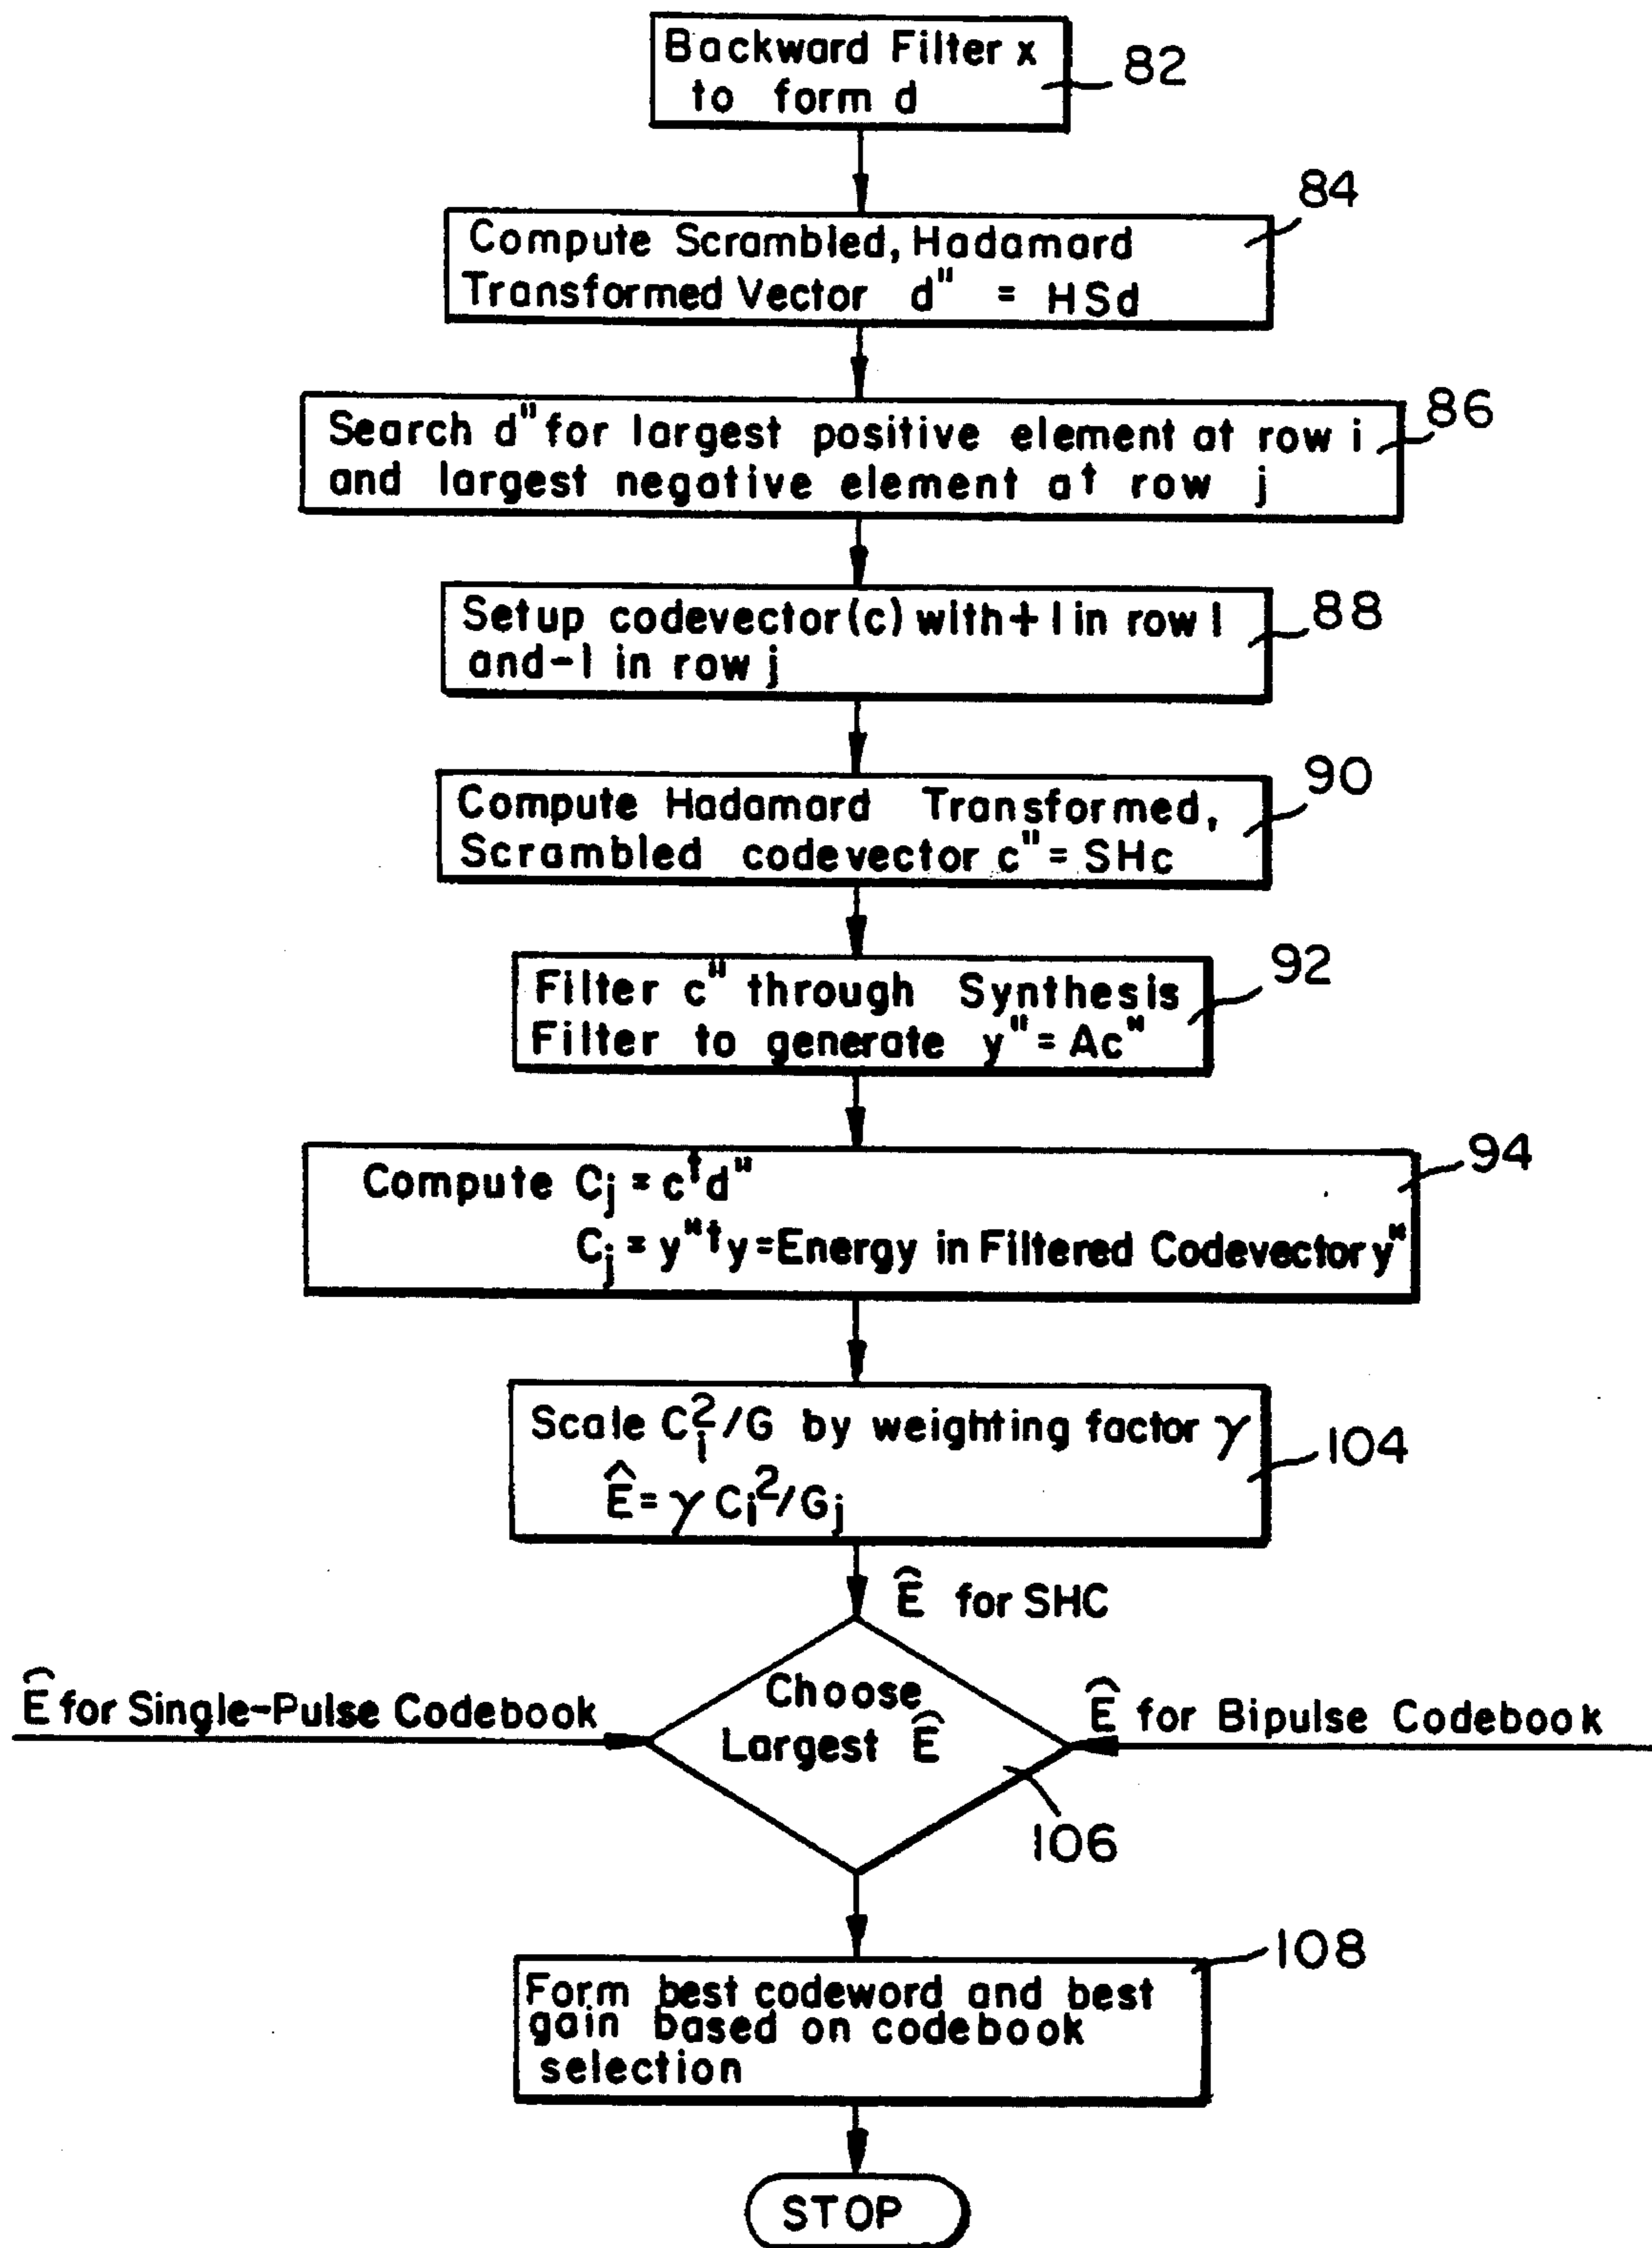 Backward Filter x
to form d
82
84
Compute Scrambled, Hadamard
Transformed Vector d" = HSd
86
Search d" for largest positive element at row i
and largest negative element at row j
88
Setup codevector (c) with + 1 in row 1
and -1 in row j
90
Compute Hadamard Transformed,
Scrambled codevector c" = SHc
92
Filter c" through Synthesis
Filter to generate y" = Ac"
94
Compute Cj = c†d"
Cj = y"†y = Energy in Filtered Codevector y"
104
Scale Ci²/G by weighting factor γ
Ê = γ Ci²/Gj
Ê for SHC
Ê for Single-Pulse Codebook
Choose
Largest Ê
Ê for Bipulse Codebook
106
108
Form best codeword and best
gain based on codebook
selection
STOP